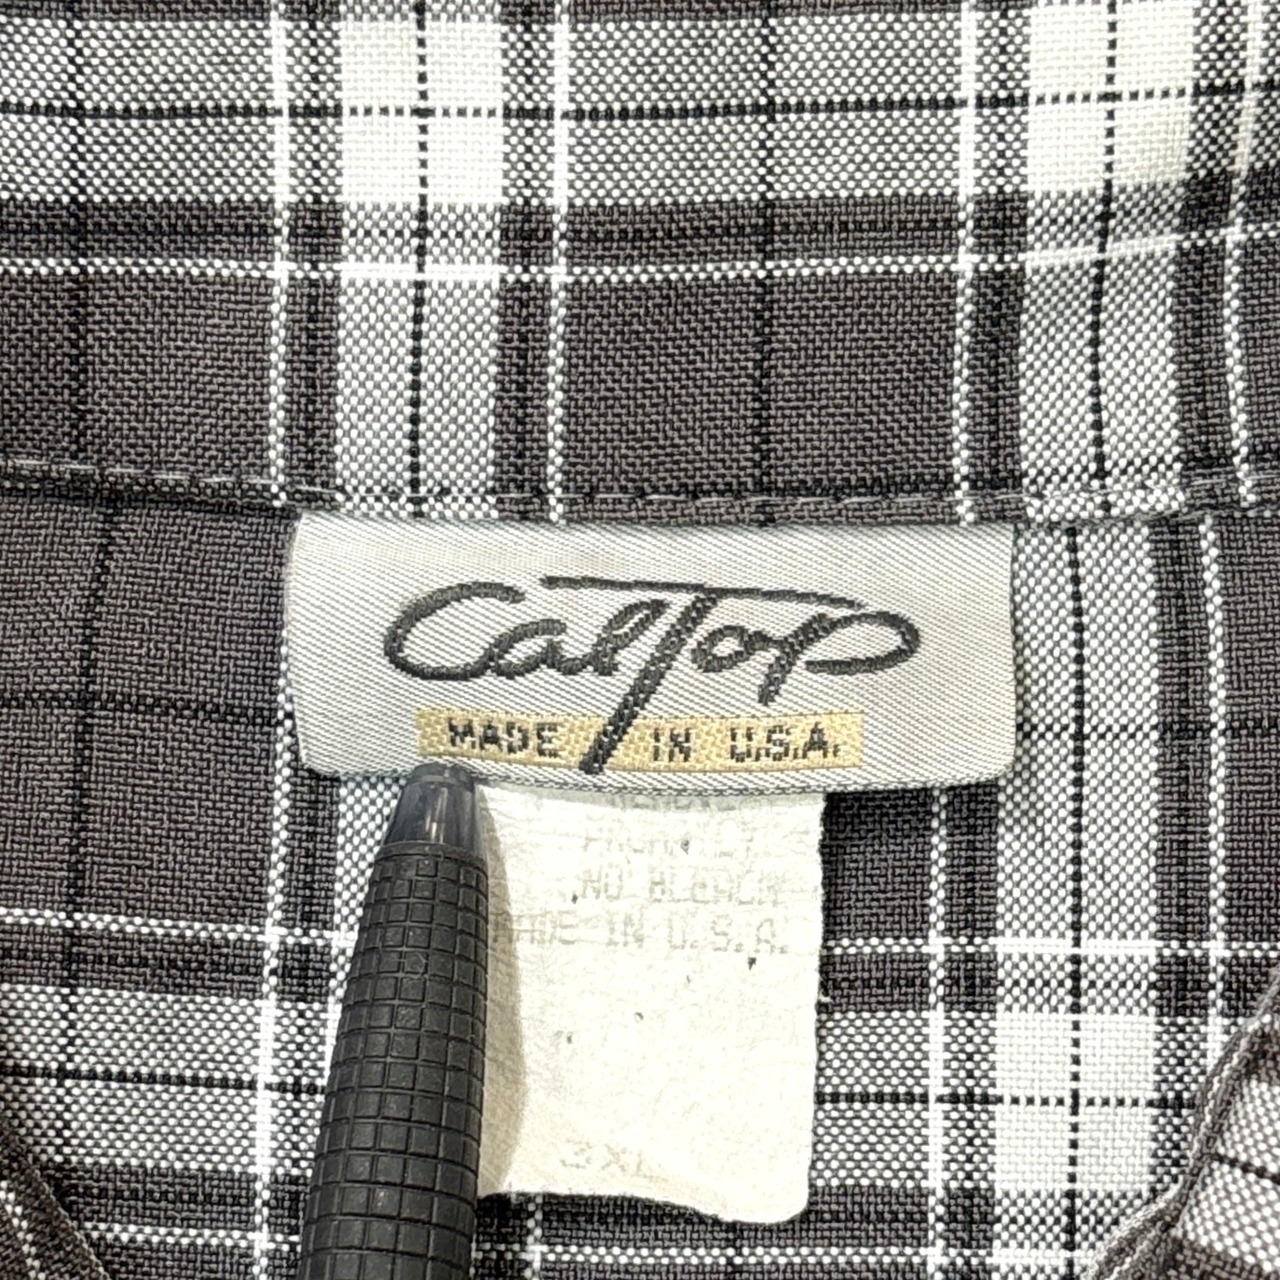 CalTop
MADE IN U.S.A.
NO BLEACH
MADE IN U.S.A.
3XL